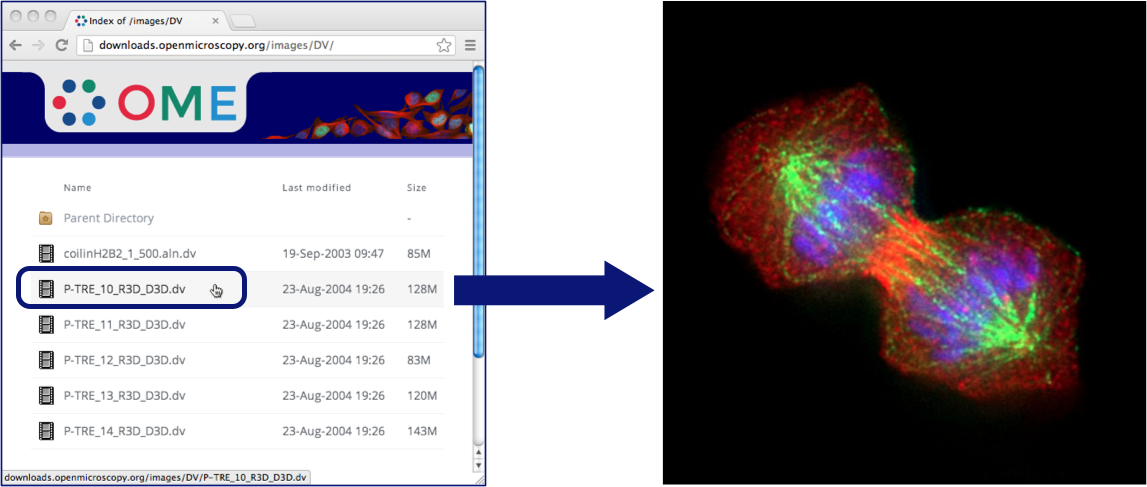 Index of /images/DV
downloads.openmicroscopy.org/images/DV/
OME
Name Last modified Size
Parent Directory -
coilinH2B2_1_500.aln.dv 19-Sep-2003 09:47 85M
P-TRE_10_R3D_D3D.dv 23-Aug-2004 19:26 128M
P-TRE_11_R3D_D3D.dv 23-Aug-2004 19:26 128M
P-TRE_12_R3D_D3D.dv 23-Aug-2004 19:26 83M
P-TRE_13_R3D_D3D.dv 23-Aug-2004 19:26 120M
P-TRE_14_R3D_D3D.dv 23-Aug-2004 19:26 143M
downloads.openmicroscopy.org/images/DV/P-TRE_10_R3D_D3D.dv